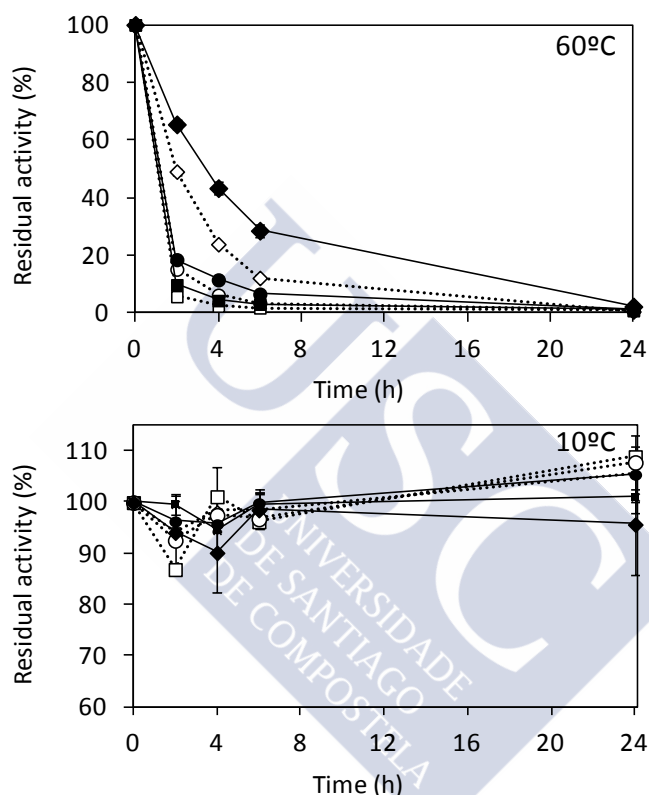 100
80
60
40
20
0
Residual activity (%)
60ºC
0 4 8 12 16 20 24
Time (h)
110
100
90
80
70
60
Residual activity (%)
10ºC
0 4 8 12 16 20 24
Time (h)
USC
UNIVERSIDADE
DE SANTIAGO
DE COMPOSTELA